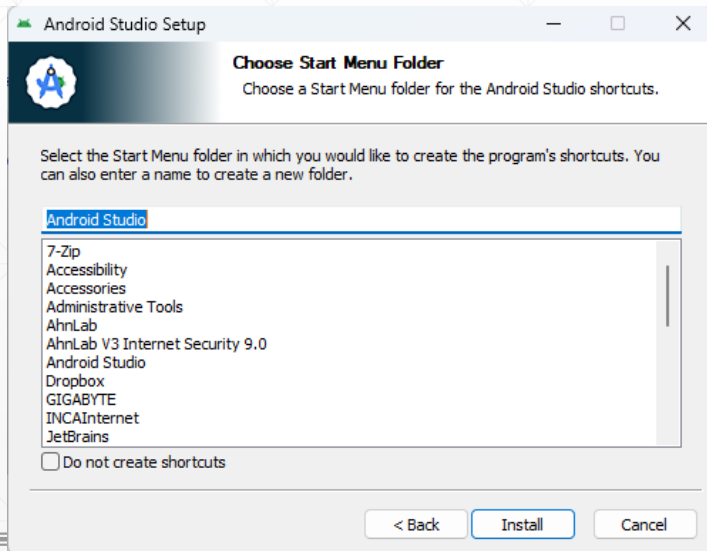 Android Studio Setup
Choose Start Menu Folder
Choose a Start Menu folder for the Android Studio shortcuts.
Select the Start Menu folder in which you would like to create the program's shortcuts. You
can also enter a name to create a new folder.
Android Studio
7-Zip
Accessibility
Accessories
Administrative Tools
AhnLab
AhnLab V3 Internet Security 9.0
Android Studio
Dropbox
GIGABYTE
INCAInternet
JetBrains
Do not create shortcuts
< Back
Install
Cancel